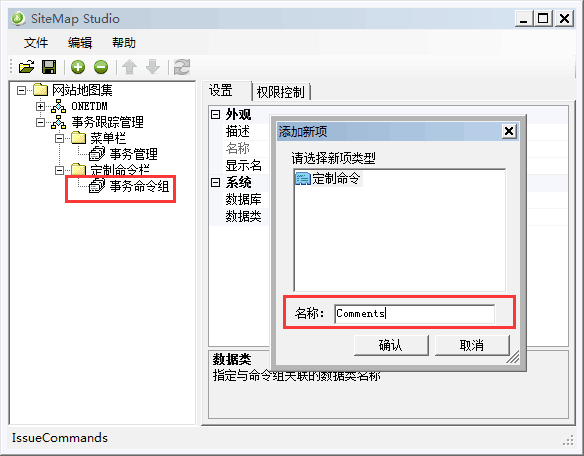 SiteMap Studio
文件 编辑 帮助
网站地图集
ONETDM
事务跟踪管理
菜单栏
事务管理
定制命令栏
事务命令组
设置 权限控制
外观
描述
名称
显示名
系统
数据库
数据类
添加新项
请选择新项类型
定制命令
名称: Comments
确认 取消
数据类
指定与命令组关联的数据类名称
IssueCommands